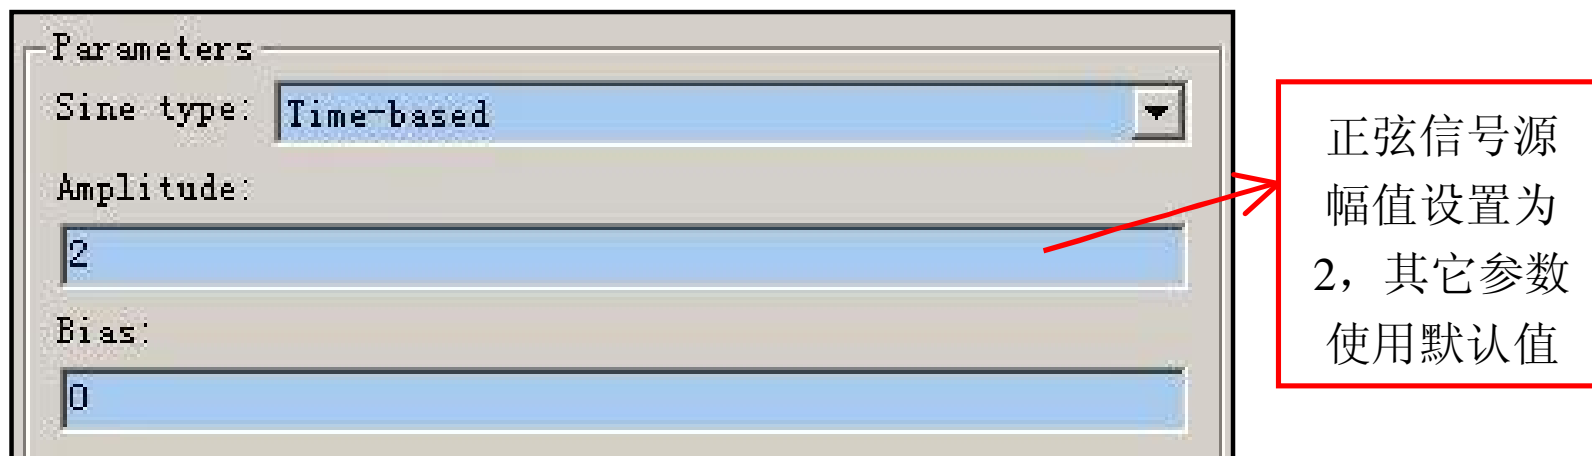 Parameters
Sine type: Time-based
Amplitude:
2
Bias:
0
正弦信号源
幅值设置为
2，其它参数
使用默认值